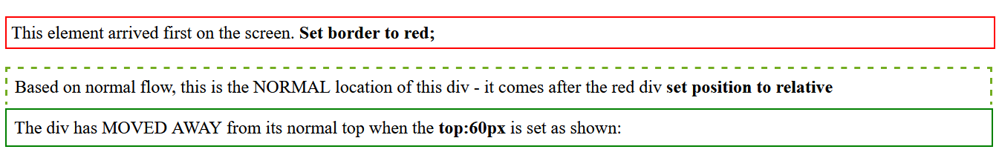 This element arrived first on the screen. Set border to red;
Based on normal flow, this is the NORMAL location of this div - it comes after the red div set position to relative
The div has MOVED AWAY from its normal top when the top:60px is set as shown: